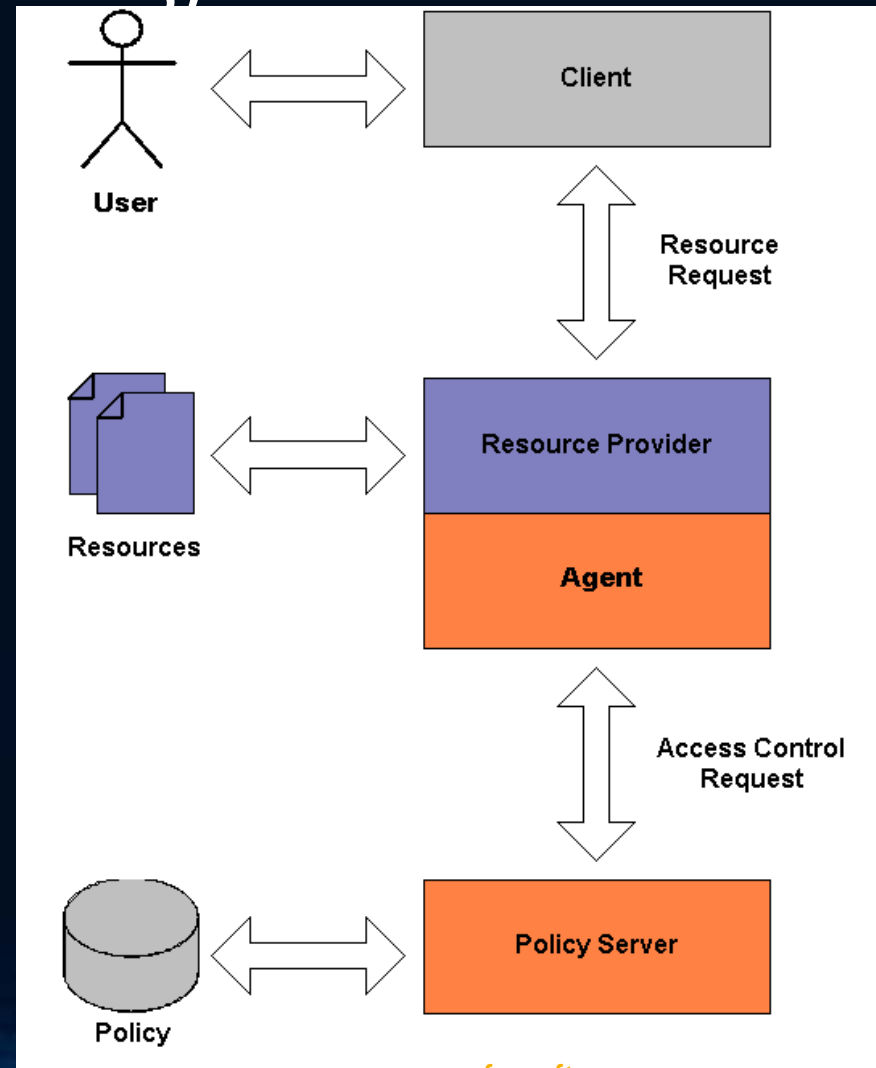 Client
User
Resource
Request
Resource Provider
Resources
Agent
Access Control
Request
Policy Server
Policy